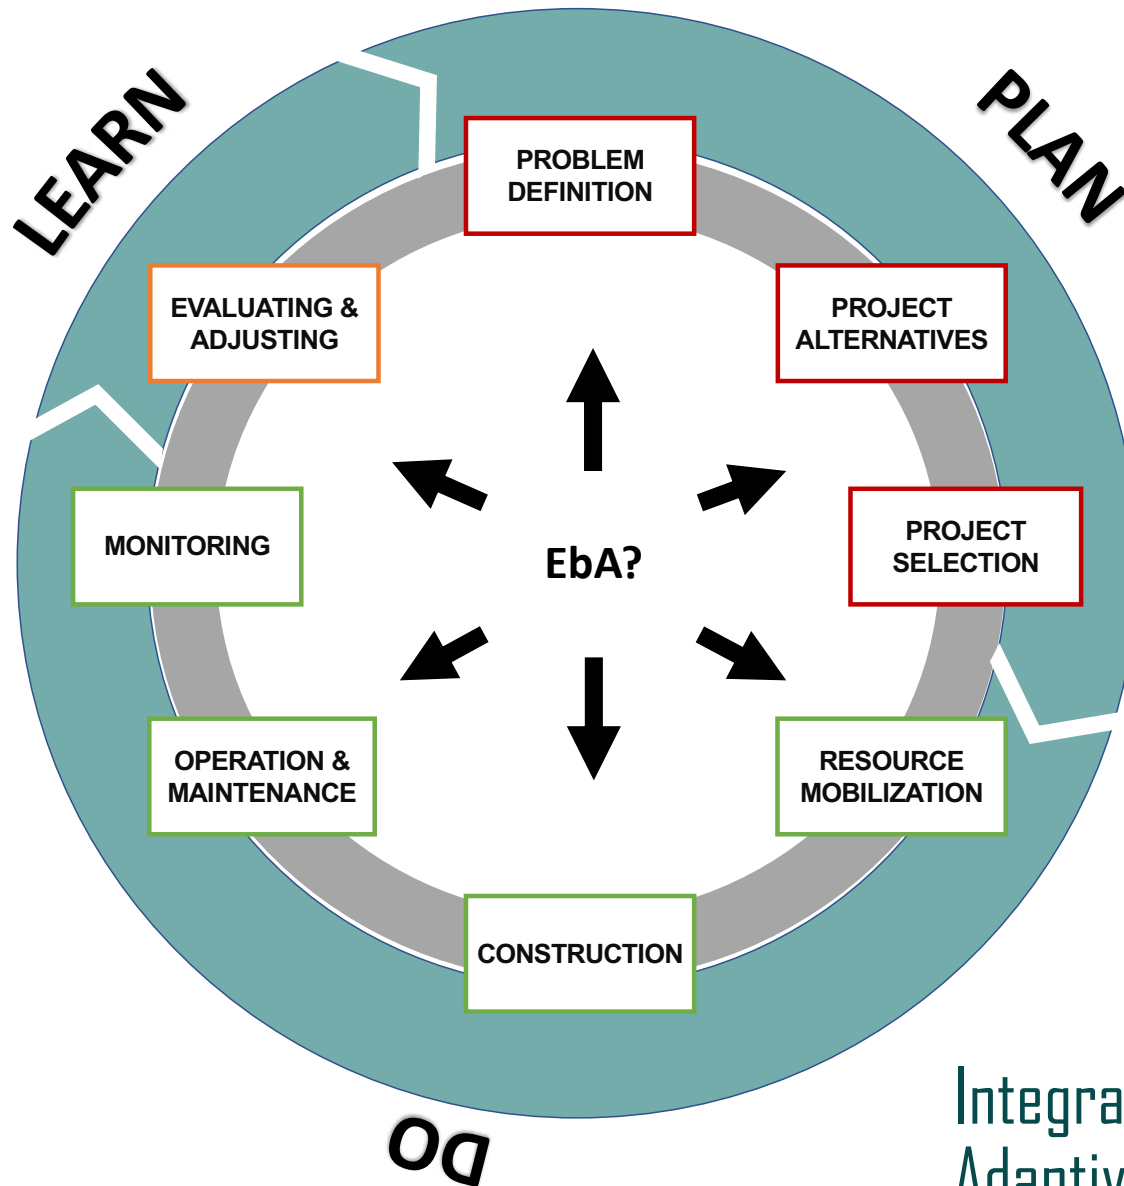 LEARN
PLAN
PROBLEM
DEFINITION
EVALUATING &
ADJUSTING
PROJECT
ALTERNATIVES
MONITORING
EbA?
PROJECT
SELECTION
OPERATION &
MAINTENANCE
RESOURCE
MOBILIZATION
CONSTRUCTION
DO
Integra
Adaptiv